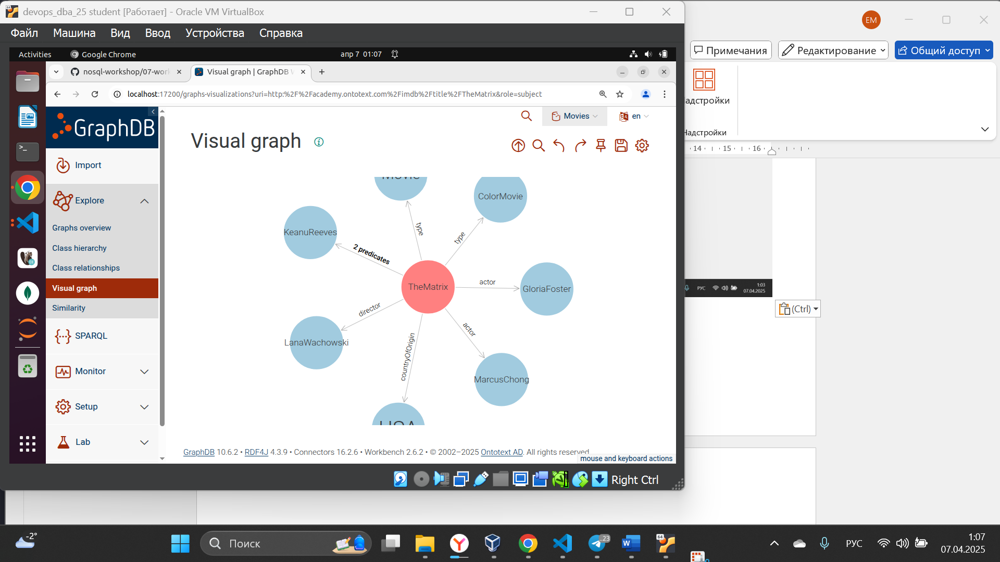 devops_dba_25 student [Работает] - Oracle VM VirtualBox
Файл Машина Вид Ввод Устройства Справка
Activities Google Chrome апр 7 01:07
nosql-workshop/07-wor
Visual graph | GraphDB W
localhost:17200/graphs-visualizations?uri=http:%2F%2Facademy.ontotext.com%2Fimdb%2Ftitle%2FTheMatrix&role=subject
GraphDB
Movies
en
Visual graph
Import
Explore
Graphs overview
Class hierarchy
Class relationships
Visual graph
Similarity
SPARQL
Monitor
Setup
Lab
Movie
ColorMovie
KeanuReeves
type
type
2 predicates
TheMatrix
actor
GloriaFoster
director
actor
LanaWachowski
countryOfOrigin
MarcusChong
USA
GraphDB 10.6.2 • RDF4J 4.3.9 • Connectors 16.2.6 • Workbench 2.6.2 • © 2002–2025 Ontotext AD. All rights reserved.
mouse and keyboard actions
Right Ctrl
EM
Примечания
Редактирование
Общий доступ
адстройки
Надстройки
14 15 16
РУС
1:03
07.04.2025
(Ctrl)
-2°
Поиск
64
..23
64
РУС
1:07
07.04.2025